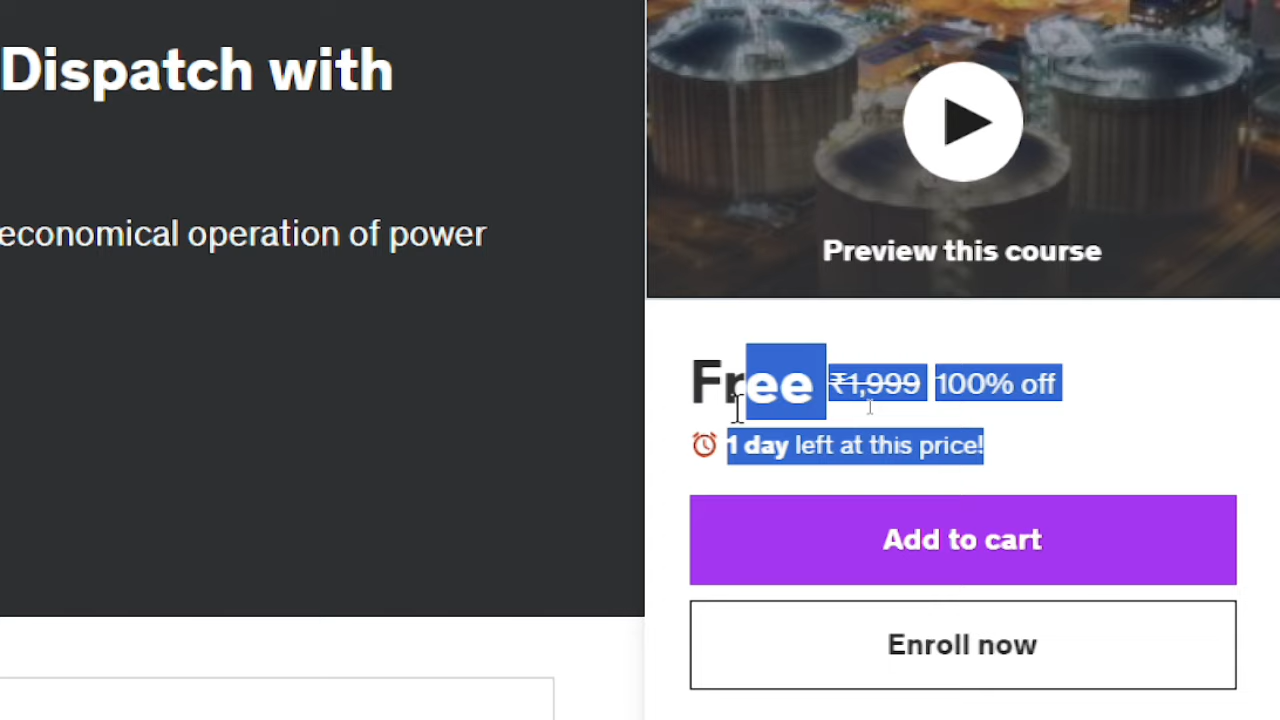 Dispatch with
economical operation of power
Preview this course
Free ₹1,999 100% off
1 day left at this price!
Add to cart
Enroll now